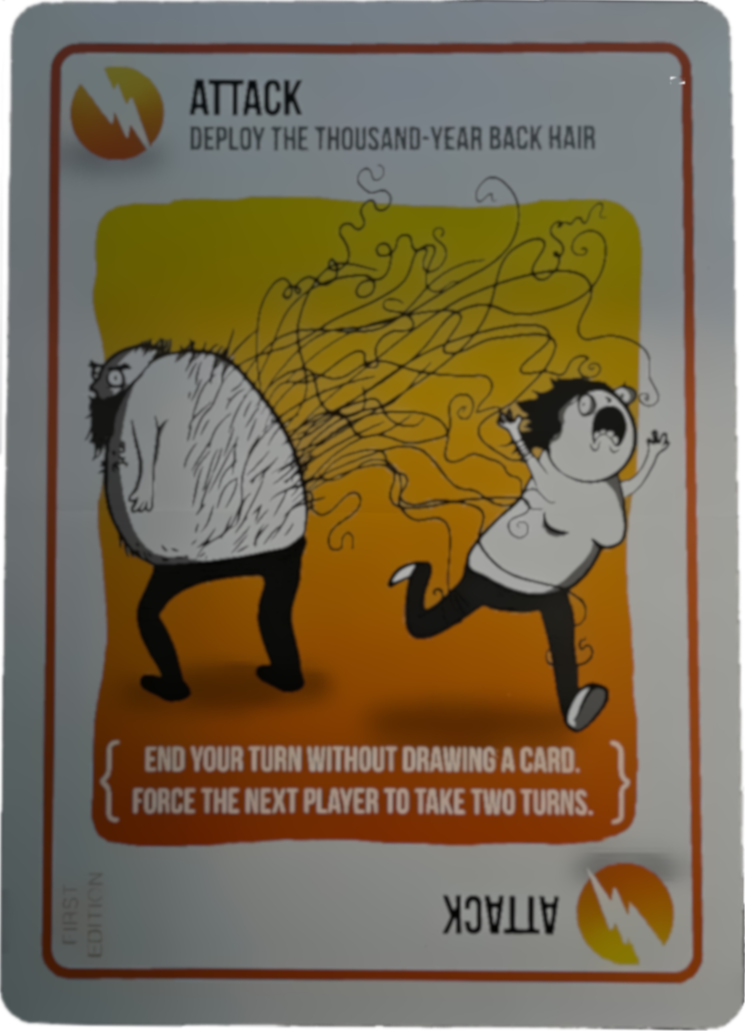 ATTACK
DEPLOY THE THOUSAND-YEAR BACK HAIR
END YOUR TURN WITHOUT DRAWING A CARD.
FORCE THE NEXT PLAYER TO TAKE TWO TURNS.
FIRST
EDITION
ATTACK